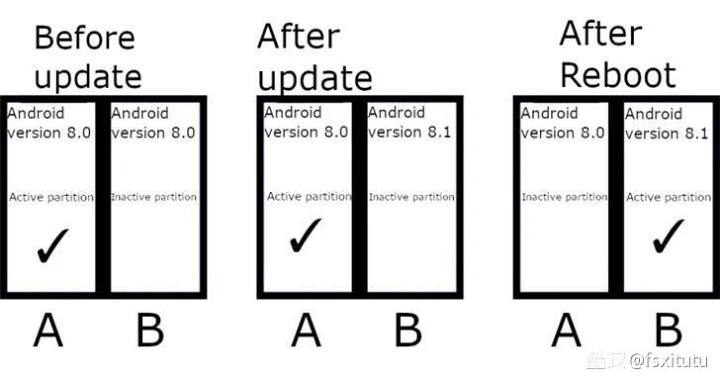 Before
update
Android
version 8.0
Active partition
A
Android
version 8.0
Inactive partition
B
After
update
Android
version 8.0
Active partition
A
Android
version 8.1
Inactive partition
B
After
Reboot
Android
version 8.0
Inactive partition
A
Android
version 8.1
Active partition
B
酷安 @fsxitutu